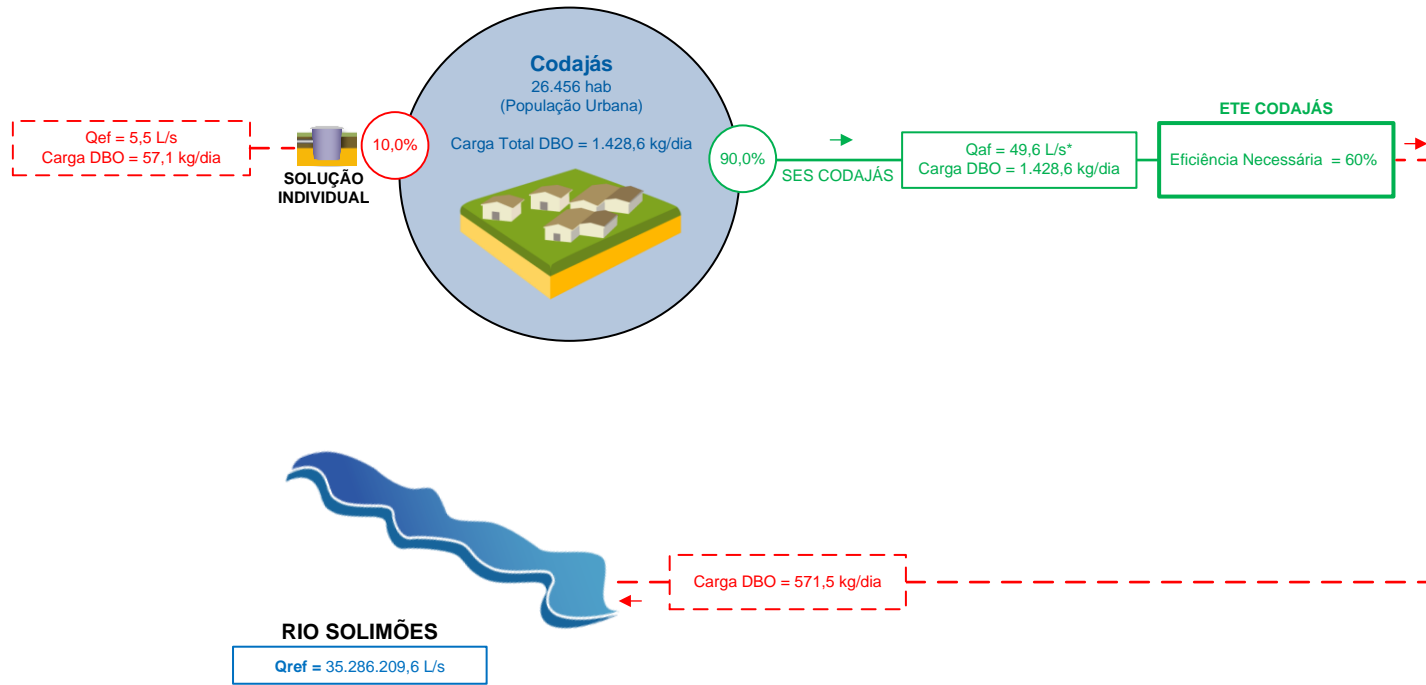 Codajás
26.456 hab
(População Urbana)
Carga Total DBO = 1.428,6 kg/dia
Qef = 5,5 L/s
Carga DBO = 57,1 kg/dia
SOLUÇÃO
INDIVIDUAL
10,0%
90,0%
SES CODAJÁS
Qaf = 49,6 L/s*
Carga DBO = 1.428,6 kg/dia
ETE CODAJÁS
Eficiência Necessária = 60%
Carga DBO = 571,5 kg/dia
RIO SOLIMÕES
Qref = 35.286.209,6 L/s